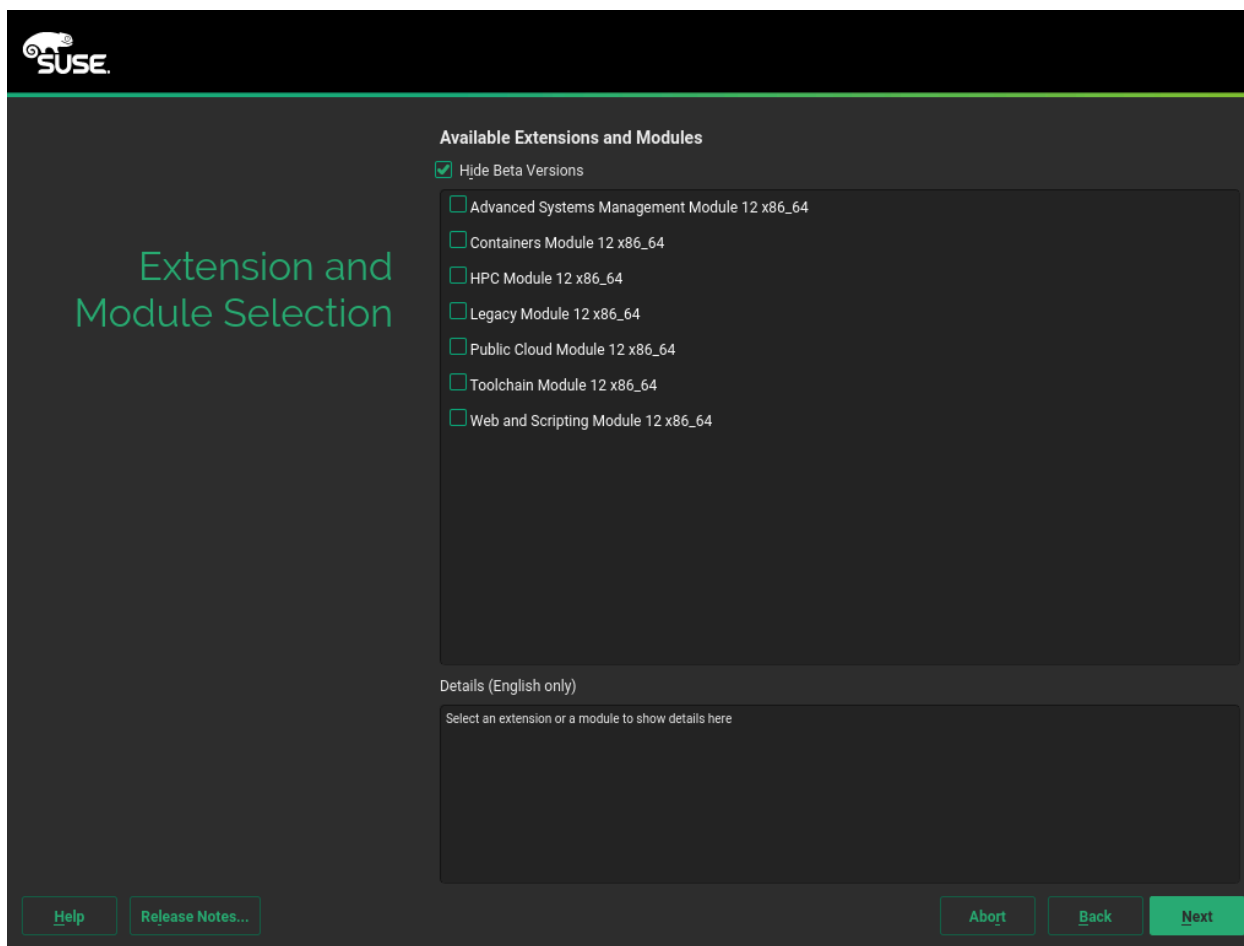 SUSE.
Extension and
Module Selection
Available Extensions and Modules
Hide Beta Versions
Advanced Systems Management Module 12 x86_64
Containers Module 12 x86_64
HPC Module 12 x86_64
Legacy Module 12 x86_64
Public Cloud Module 12 x86_64
Toolchain Module 12 x86_64
Web and Scripting Module 12 x86_64
Details (English only)
Select an extension or a module to show details here
Help Release Notes... Abort Back Next